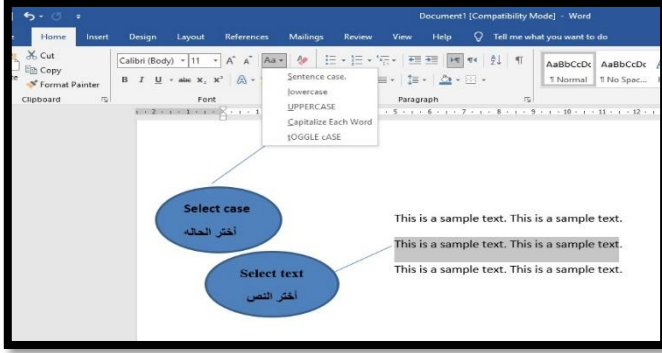 Document1 [Compatibility Mode] - Word
Home Insert Design Layout References Mailings Review View Help Tell me what you want to do
Cut
Copy
Format Painter
Clipboard
Calibri (Body) 11 A A Aa
B I U abc X, X A
Font
Paragraph
AaBbCcDc AaBbCcDc
¶ Normal ¶ No Spac...
Sentence case.
lowercase
UPPERCASE
Capitalize Each Word
tOGGLE cASE
Select case
أختر الحاله
Select text
أختر النص
This is a sample text. This is a sample text.
This is a sample text. This is a sample text.
This is a sample text. This is a sample text.